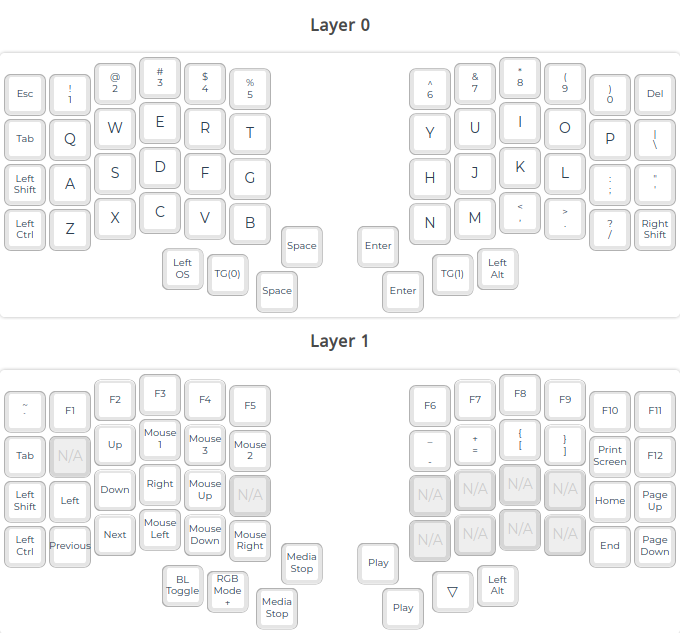 Layer 0
Esc ! 1 @ 2 # 3 $ 4 % 5 ^ 6 & 7 * 8 ( 9 ) 0 Del
Tab Q W E R T Y U I O P | \
Left Shift A S D F G H J K L : ; " '
Left Ctrl Z X C V B N M < , > . ? / Right Shift
Space Enter
Left OS TG(0) TG(1) Left Alt
Space Enter
Layer 1
~ ` F1 F2 F3 F4 F5 F6 F7 F8 F9 F10 F11
Tab N/A Up Mouse 1 Mouse 3 Mouse 2 _ - + = { [ } ] Print Screen F12
Left Shift Left Down Right Mouse Up N/A N/A N/A N/A N/A Home Page Up
Left Ctrl Previous Next Mouse Left Mouse Down Mouse Right N/A N/A N/A N/A End Page Down
Media Stop Play
BL Toggle RGB Mode + ▽ Left Alt
Media Stop Play